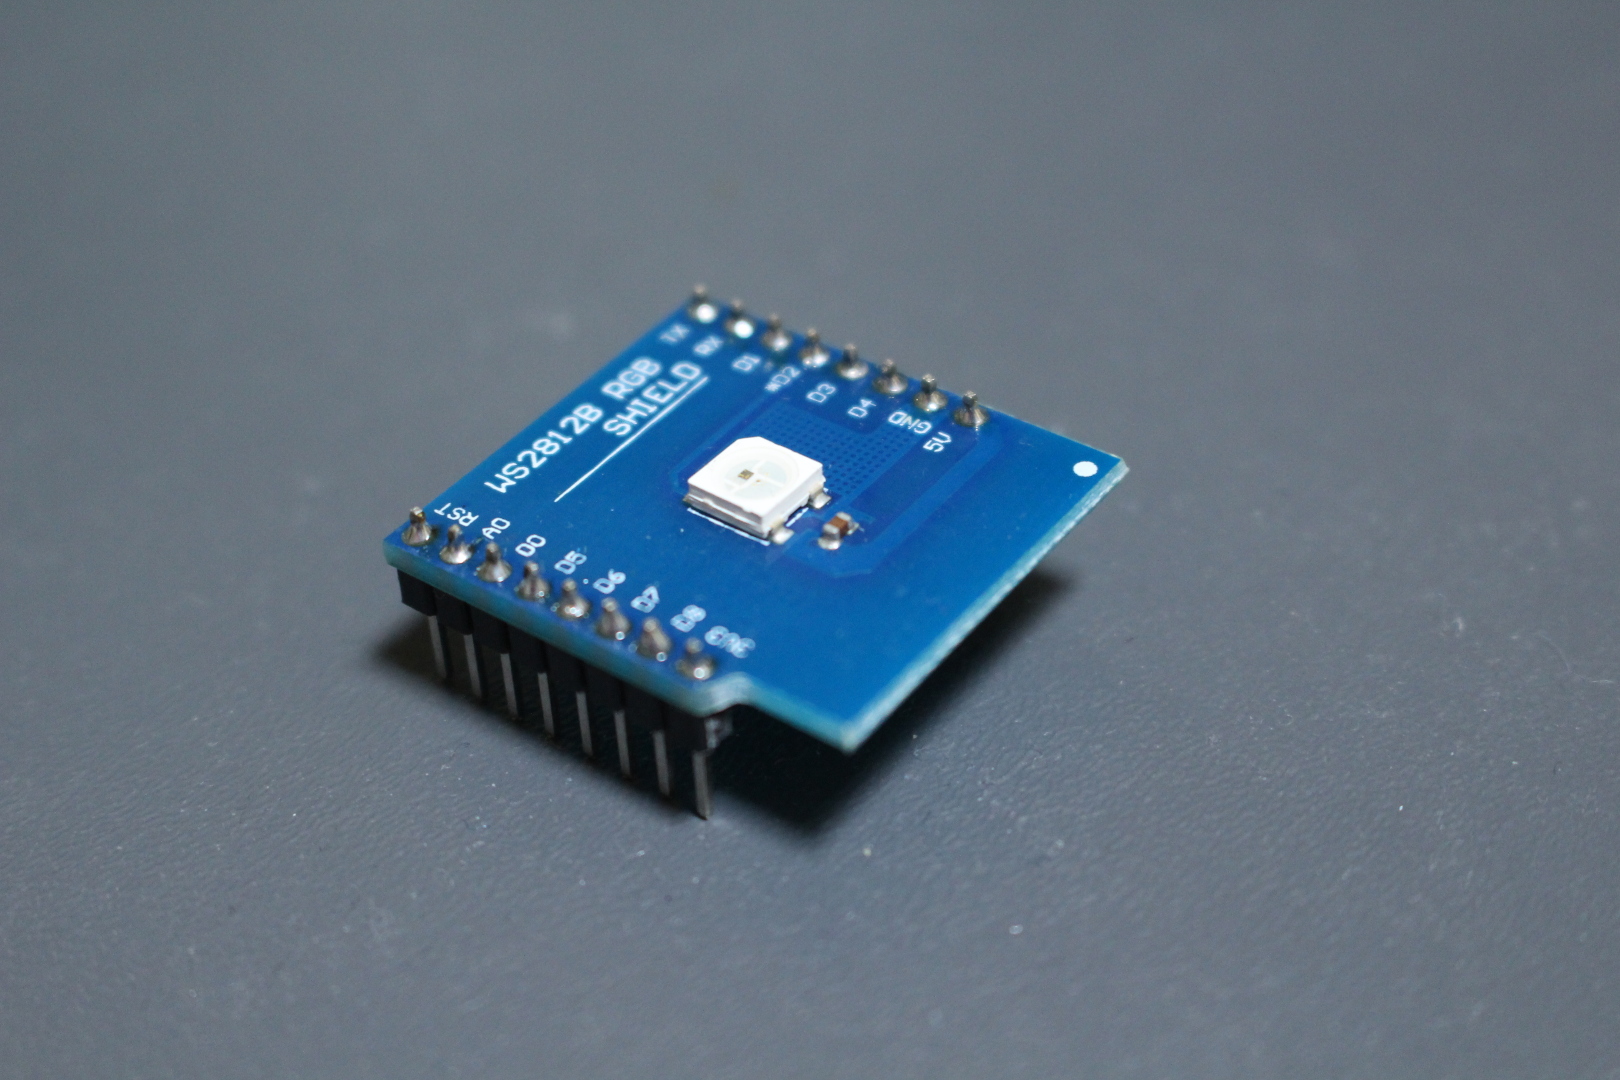 WS2812B RGB
SHIELD
TX
RX
D1
*D2
D3
D4
GND
5V
RST
A0
D0
D5
D6
D7
D8
3V3